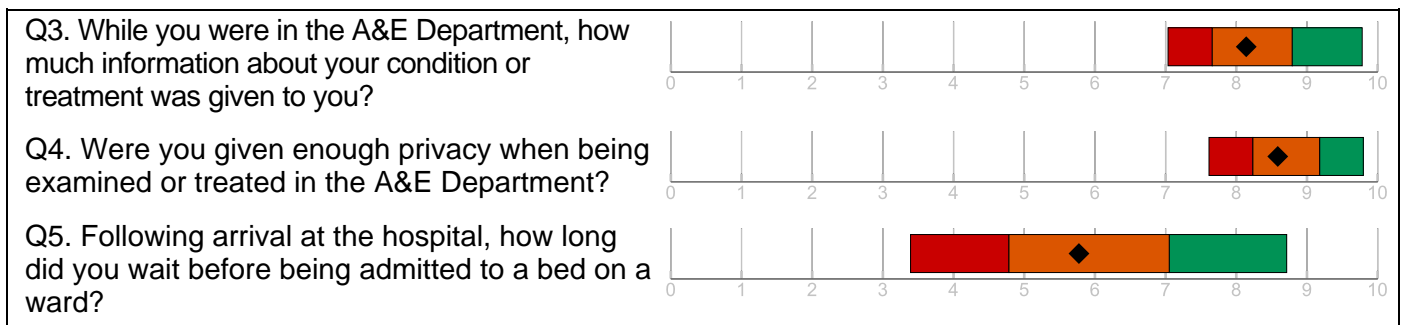 Q3. While you were in the A&E Department, how
much information about your condition or
treatment was given to you?
0 1 2 3 4 5 6 7 8 9 10
Q4. Were you given enough privacy when being
examined or treated in the A&E Department?
0 1 2 3 4 5 6 7 8 9 10
Q5. Following arrival at the hospital, how long
did you wait before being admitted to a bed on a
ward?
0 1 2 3 4 5 6 7 8 9 10